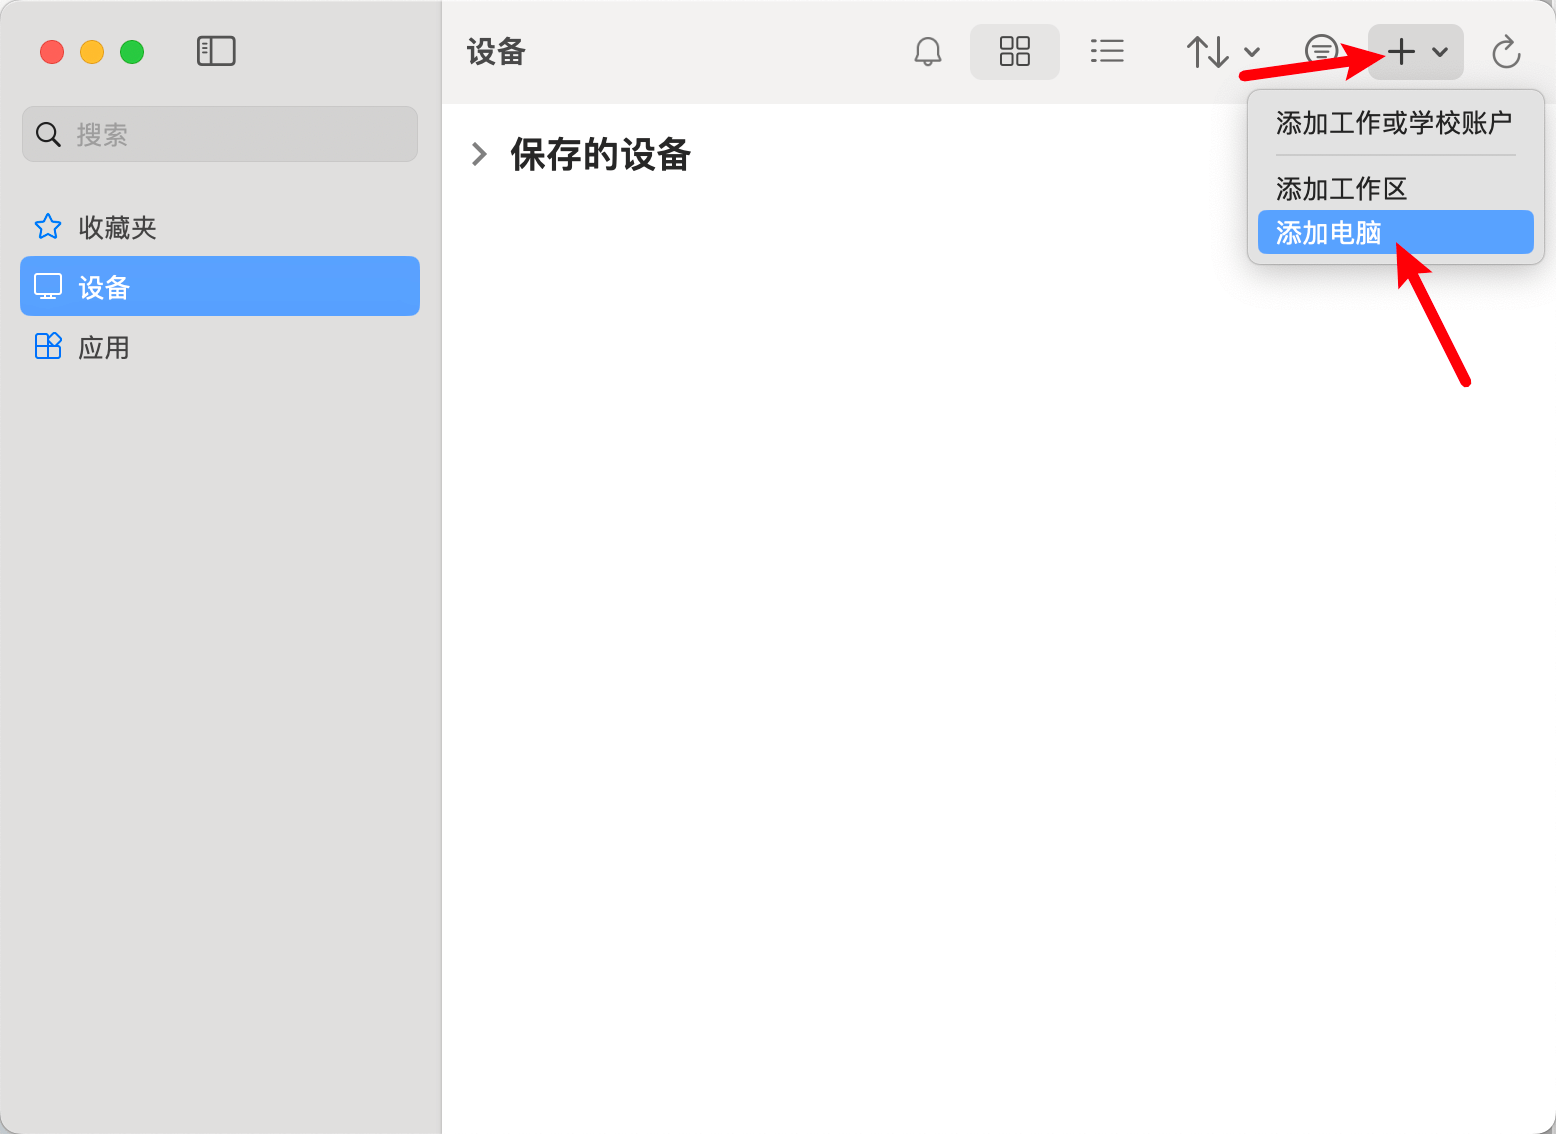 设备
搜索
收藏夹
设备
应用
保存的设备
添加工作或学校账户
添加工作区
添加电脑